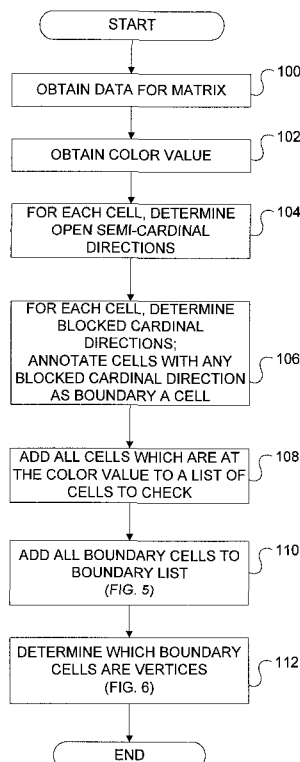 START
OBTAIN DATA FOR MATRIX
100
OBTAIN COLOR VALUE
102
FOR EACH CELL, DETERMINE
OPEN SEMI-CARDINAL
DIRECTIONS
104
FOR EACH CELL, DETERMINE
BLOCKED CARDINAL
DIRECTIONS;
ANNOTATE CELLS WITH ANY
BLOCKED CARDINAL DIRECTION
AS BOUNDARY A CELL
106
ADD ALL CELLS WHICH ARE AT
THE COLOR VALUE TO A LIST OF
CELLS TO CHECK
108
ADD ALL BOUNDARY CELLS TO
BOUNDARY LIST
(FIG. 5)
110
DETERMINE WHICH BOUNDARY
CELLS ARE VERTICES
(FIG. 6)
112
END